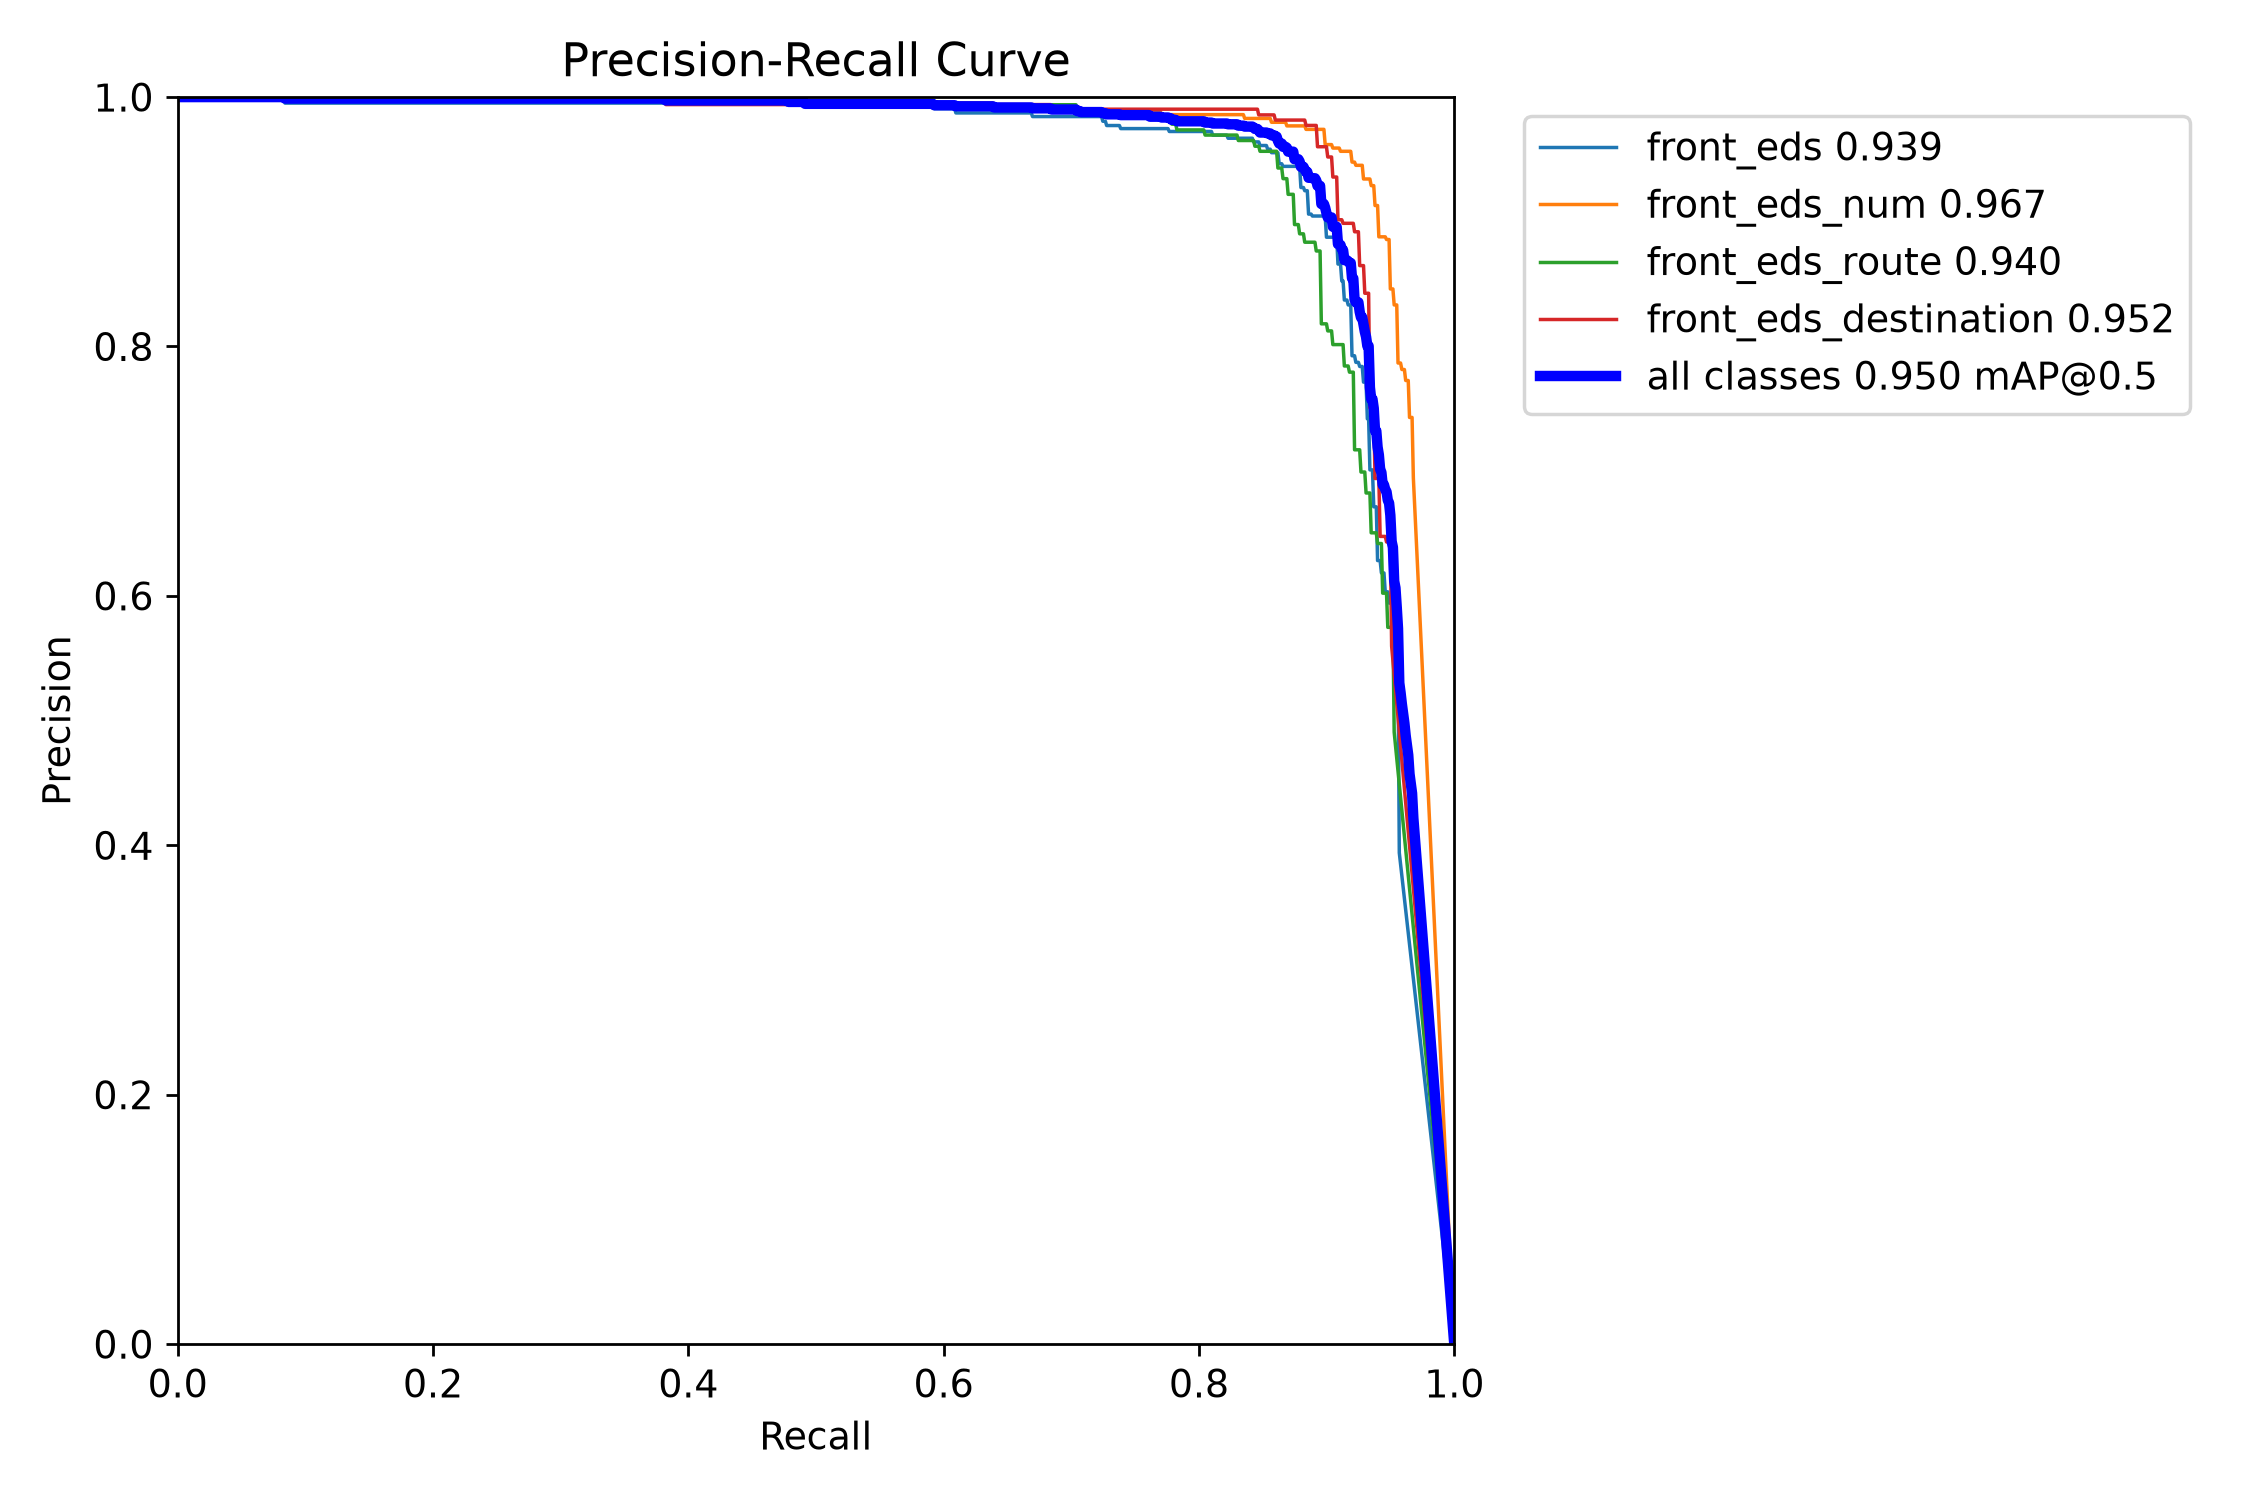 Precision-Recall Curve
1.0
0.8
0.6
0.4
0.2
0.0
Precision
0.0 0.2 0.4 0.6 0.8 1.0
Recall
front_eds 0.939
front_eds_num 0.967
front_eds_route 0.940
front_eds_destination 0.952
all classes 0.950 mAP@0.5